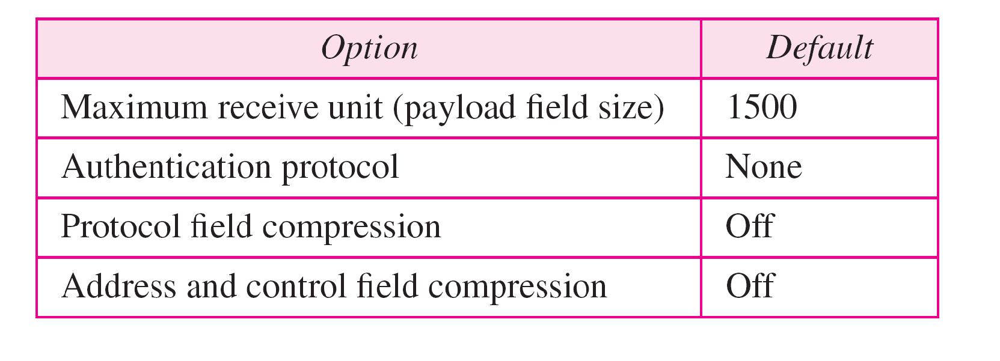 Option Default
Maximum receive unit (payload field size) 1500
Authentication protocol None
Protocol field compression Off
Address and control field compression Off